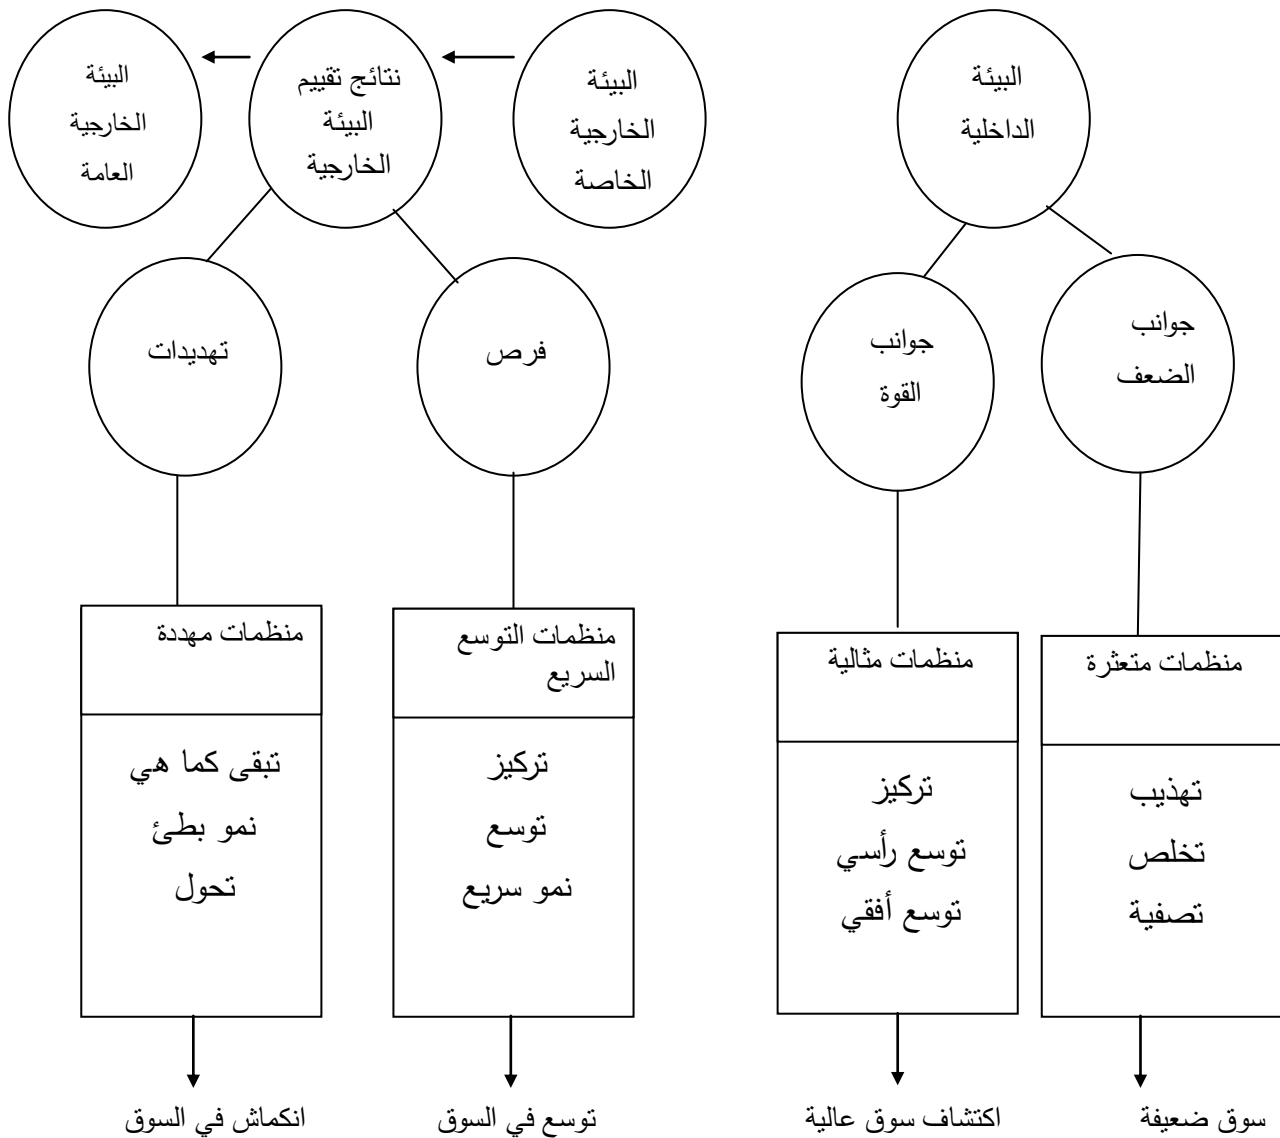 البيئة
الداخلية
البيئة
الخارجية
الخاصة
نتائج تقييم
البيئة
الخارجية
البيئة
الخارجية
العامة
جوانب
الضعف
جوانب
القوة
فرص
تهديدات
منظمات متعثرة
تهذيب
تخلص
تصفية
منظمات مثالية
تركيز
توسع رأسي
توسع أفقي
منظمات التوسع
السريع
تركيز
توسع
نمو سريع
منظمات مهددة
تبقى كما هي
نمو بطئ
تحول
سوق ضعيفة
اكتشاف سوق عالية
توسع في السوق
انكماش في السوق